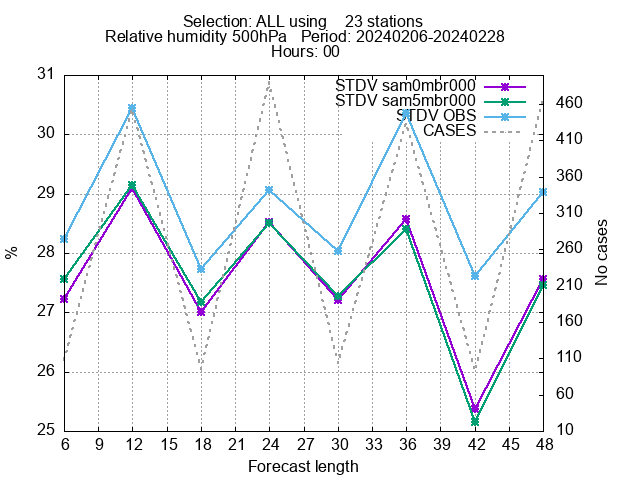 Selection: ALL using    23 stations
Relative humidity 500hPa   Period: 20240206-20240228
Hours: 00
STDV sam0mbr000
STDV sam5mbr000
STDV OBS
CASES
31
30
29
28
27
26
25
%
460
410
360
310
260
210
160
110
60
10
No cases
6 9 12 15 18 21 24 27 30 33 36 39 42 45 48
Forecast length